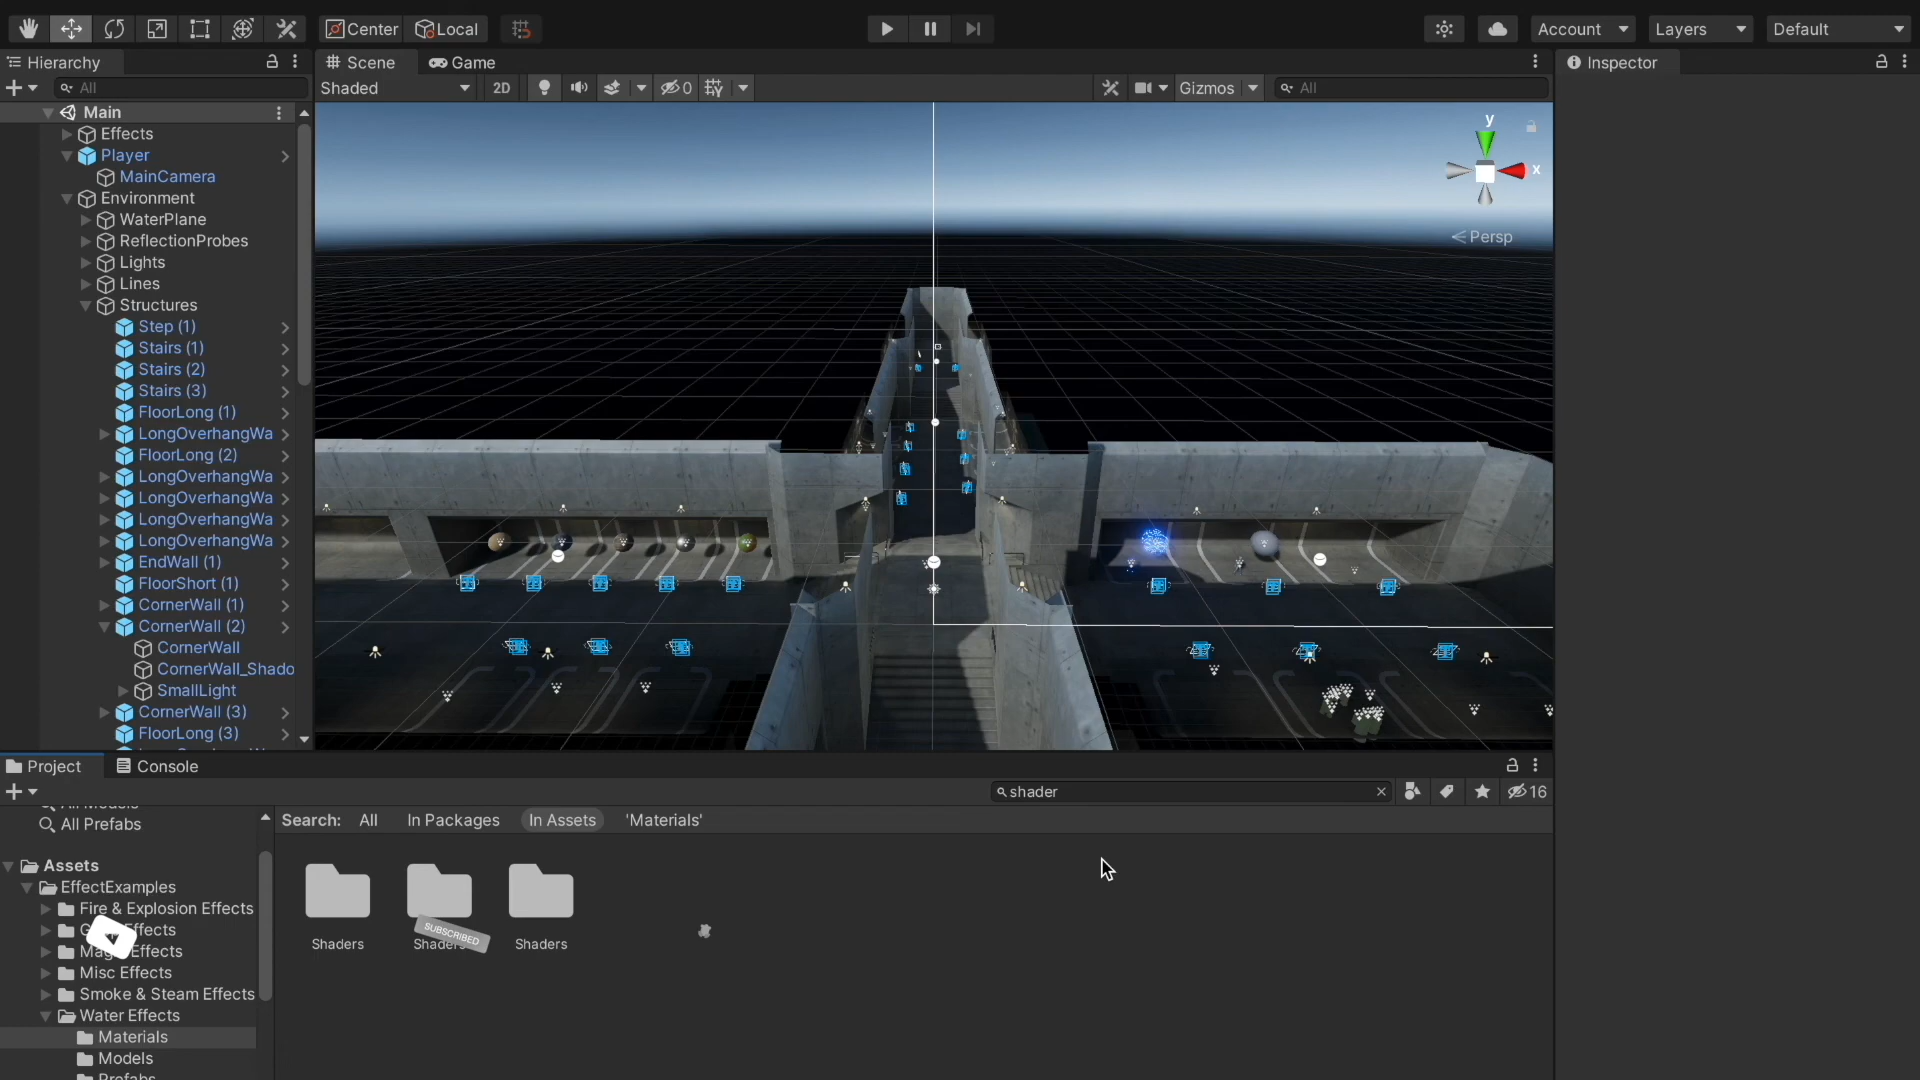 Center
Local
Account
Layers
Default
Hierarchy
Scene
Game
Inspector
All
Shaded
2D
0
Gizmos
All
Main
Effects
Player
MainCamera
Environment
WaterPlane
ReflectionProbes
Lights
Lines
Structures
Step (1)
Stairs (1)
Stairs (2)
Stairs (3)
FloorLong (1)
LongOverhangWa
FloorLong (2)
LongOverhangWa
LongOverhangWa
LongOverhangWa
LongOverhangWa
EndWall (1)
FloorShort (1)
CornerWall (1)
CornerWall (2)
CornerWall
CornerWall_Shado
SmallLight
CornerWall (3)
FloorLong (3)
y
x
Persp
Project
Console
shader
16
All Prefabs
Search:
All
In Packages
In Assets
'Materials'
Assets
EffectExamples
Fire & Explosion Effects
Effects
Effects
Misc Effects
Smoke & Steam Effects
Water Effects
Materials
Models
Prefabs
Shaders
Shaders
Shaders
SUBSCRIBED